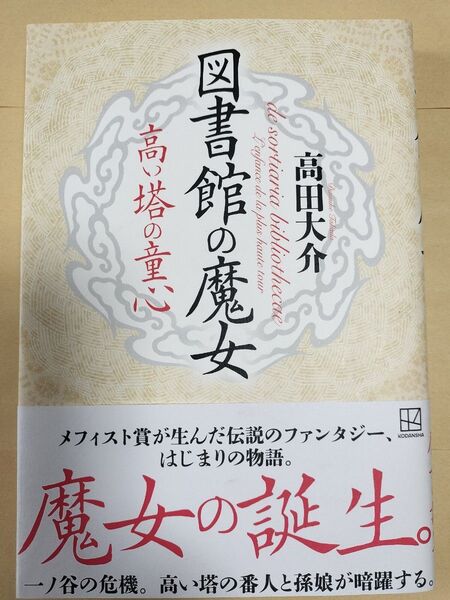 図書館の魔女
高い塔の童心
de sortiaria bibliothecae
L'enfance de la plus haute tour
高田大介
メフィスト賞が生んだ伝説のファンタジー、
はじまりの物語。
KODANSHA
魔女の誕生。
一ノ谷の危機。高い塔の番人と孫娘が暗躍する。